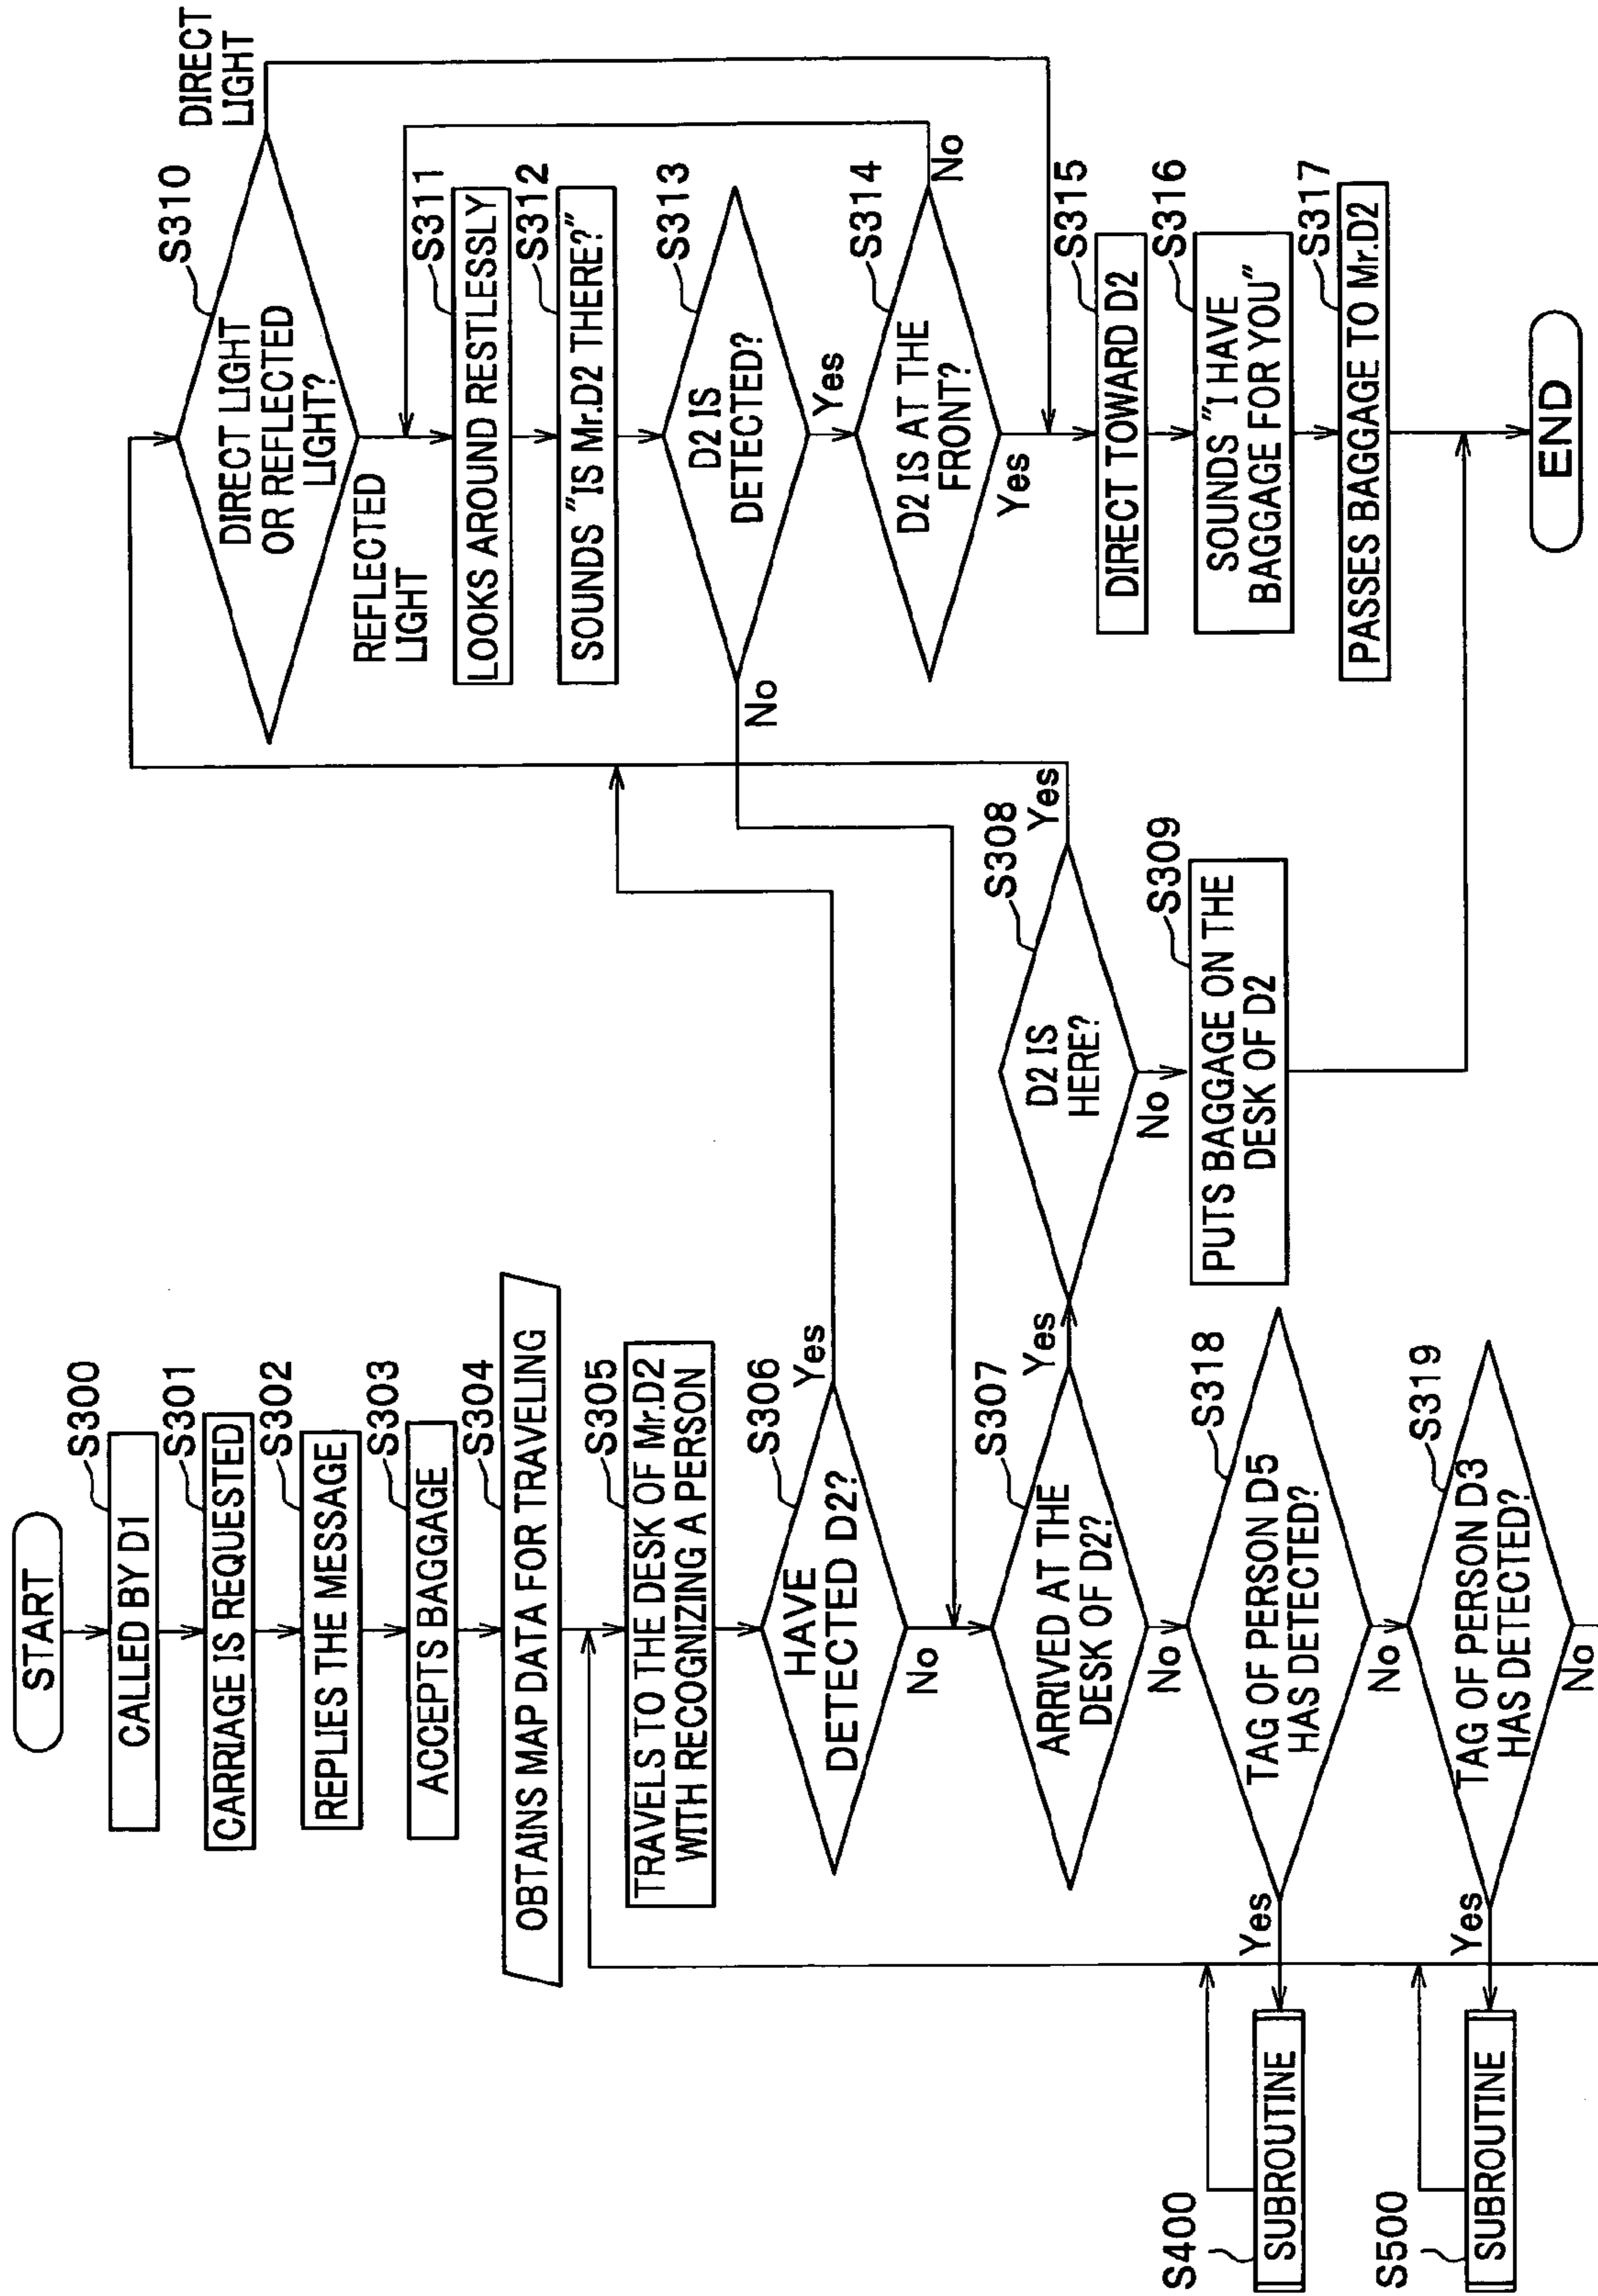 START
S300
CALLED BY D1
S301
CARRIAGE IS REQUESTED
S302
REPLIES THE MESSAGE
S303
ACCEPTS BAGGAGE
S304
OBTAINS MAP DATA FOR TRAVELING
S305
TRAVELS TO THE DESK OF Mr.D2
WITH RECOGNIZING A PERSON
S306
HAVE
DETECTED D2?
Yes
No
S307
ARRIVED AT THE
DESK OF D2?
Yes
No
S318
TAG OF PERSON D5
HAS DETECTED?
Yes
No
S319
TAG OF PERSON D3
HAS DETECTED?
Yes
No
S400
SUBROUTINE
S500
SUBROUTINE
S308
D2 IS
HERE?
Yes
No
S309
PUTS BAGGAGE ON THE
DESK OF D2
S310
DIRECT LIGHT
OR REFLECTED
LIGHT?
DIRECT
LIGHT
REFLECTED
LIGHT
S311
LOOKS AROUND RESTLESSLY
S312
SOUNDS "IS Mr.D2 THERE?"
S313
D2 IS
DETECTED?
No
Yes
S314
D2 IS AT THE
FRONT?
No
Yes
S315
DIRECT TOWARD D2
S316
SOUNDS "I HAVE
BAGGAGE FOR YOU"
S317
PASSES BAGGAGE TO Mr.D2
END